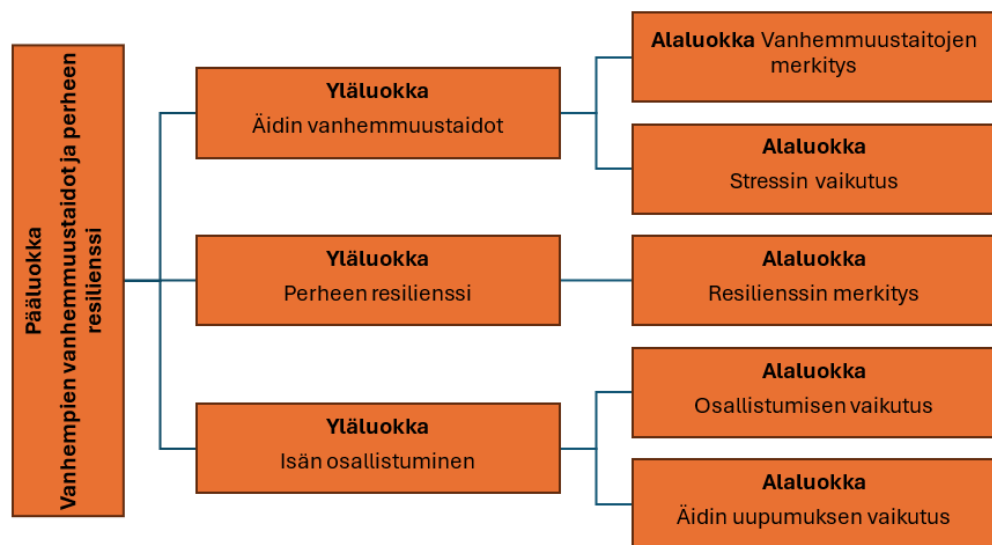 Pääluokka
Vanhempien vanhemmuustaidot ja perheen
resilienssi
Yläluokka
Äidin vanhemmuustaidot
Alaluokka Vanhemmuustaitojen
merkitys
Alaluokka
Stressin vaikutus
Yläluokka
Perheen resilienssi
Alaluokka
Resilienssin merkitys
Yläluokka
Isän osallistuminen
Alaluokka
Osallistumisen vaikutus
Alaluokka
Äidin uupumuksen vaikutus